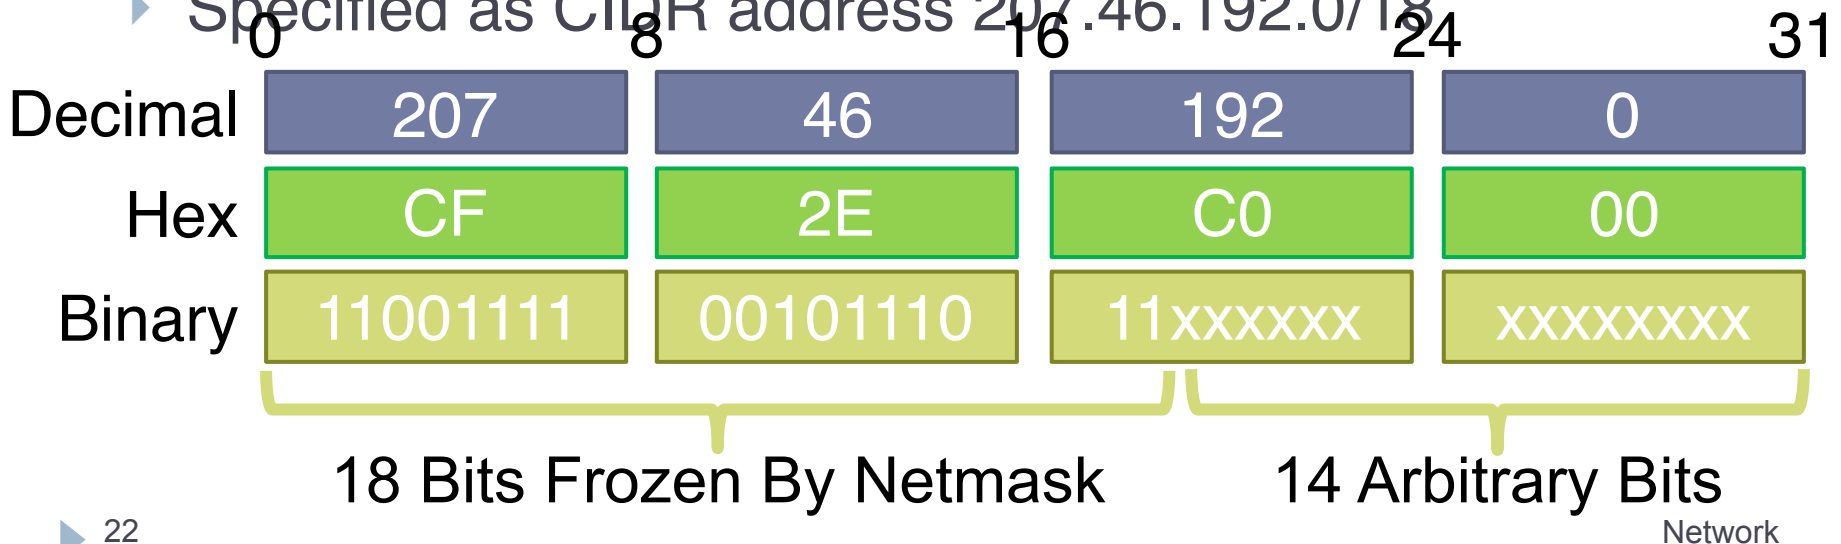 Specified as CIDR address 207.46.192.0/18
0 8 16 24 31
Decimal 207 46 192 0
Hex CF 2E C0 00
Binary 11001111 00101110 11xxxxxx xxxxxxxx
18 Bits Frozen By Netmask 14 Arbitrary Bits
22 Network